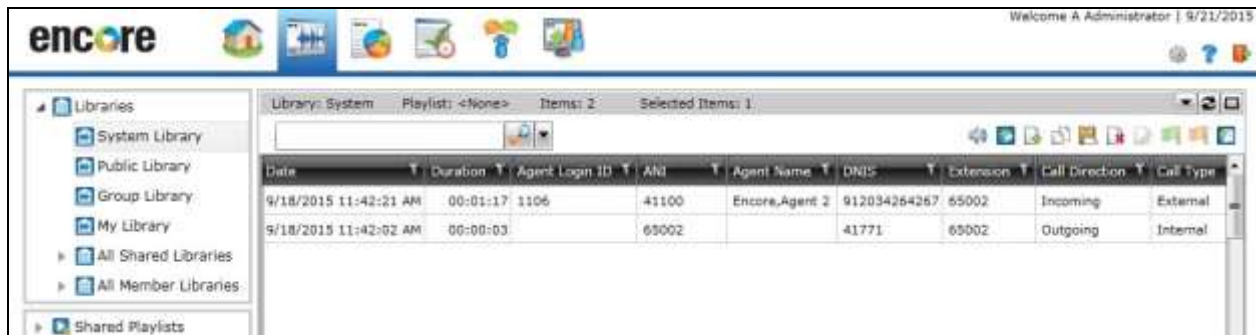 Welcome A Administrator | 9/21/2015
encore
Libraries
System Library
Public Library
Group Library
My Library
All Shared Libraries
All Member Libraries
Shared Playlists
Library: System Playlist: <None> Items: 2 Selected Items: 1
Date Duration Agent Login ID ANI Agent Name DNIS Extension Call Direction Call Type
9/18/2015 11:42:21 AM 00:01:17 1106 41100 Encore,Agent 2 912034264267 65002 Incoming External
9/18/2015 11:42:02 AM 00:00:03 65002 41771 65002 Outgoing Internal